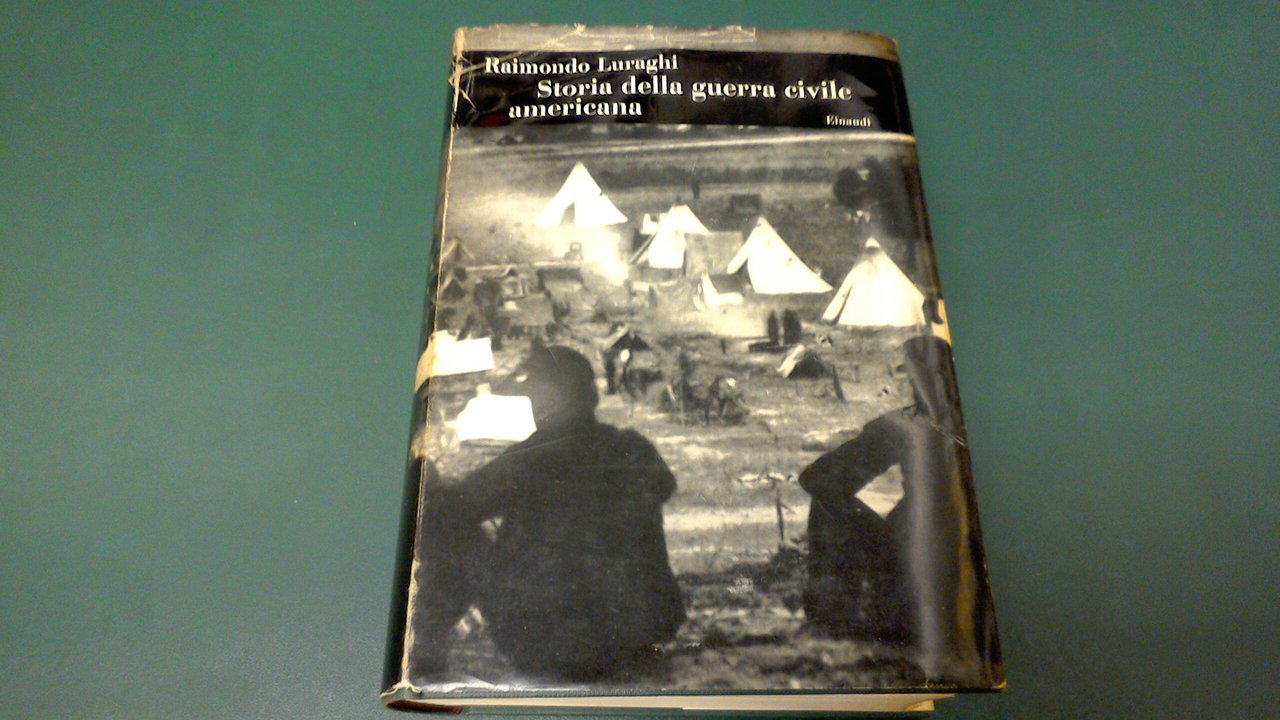 Raimondo Luraghi
Storia della guerra civile
americana
Einaudi